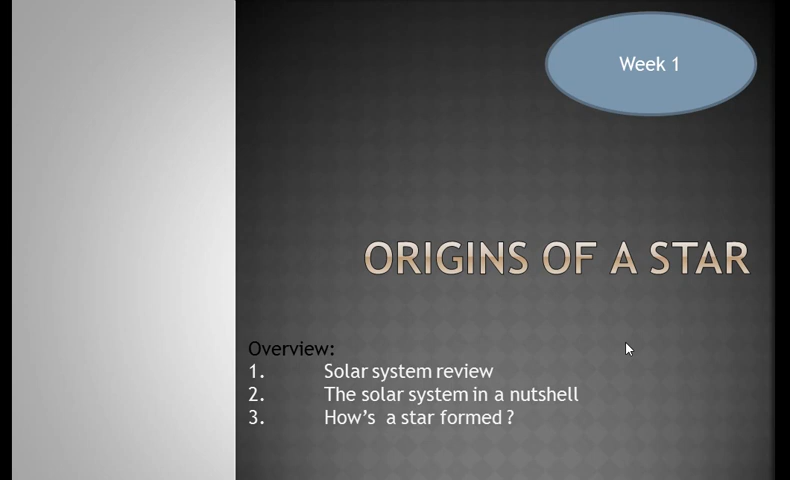 Week 1
ORIGINS OF A STAR
Overview:
1. Solar system review
2. The solar system in a nutshell
3. How’s a star formed ?